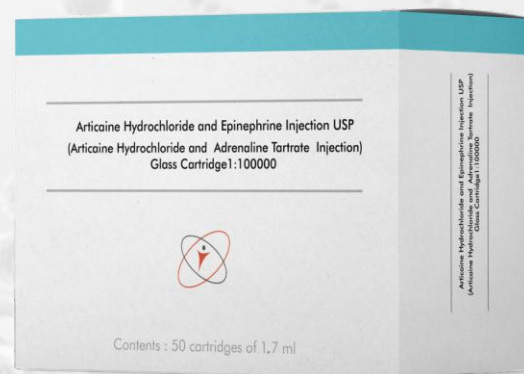 Articaine Hydrochloride and Epinephrine Injection USP
(Articaine Hydrochloride and Adrenaline Tartrate Injection)
Glass Cartridge1:100000
Contents : 50 cartridges of 1.7 ml
Articaine Hydrochloride and Epinephrine Injection USP
(Articaine Hydrochloride and Adrenaline Tartrate Injection)
Glass Cartridge1:100000